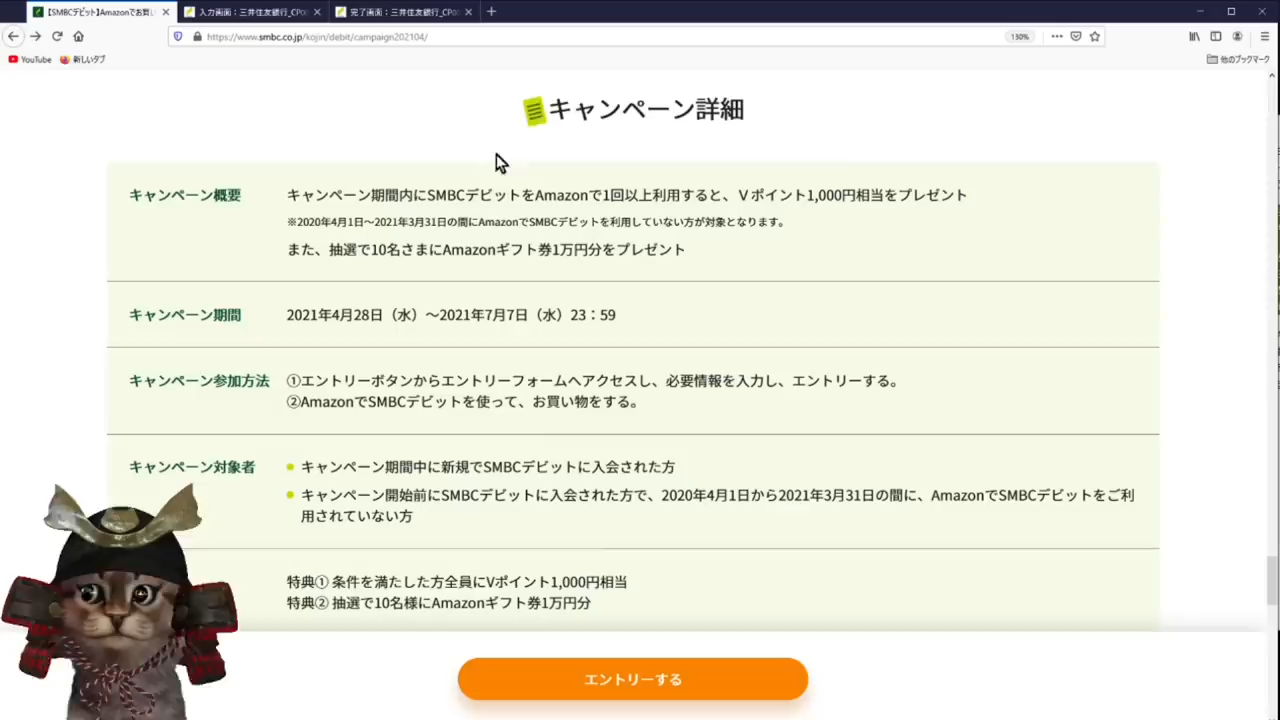 【SMBCデビット】Amazonでお買い
入力画面：三井住友銀行_CP0
完了画面：三井住友銀行_CP0
https://www.smbc.co.jp/kojin/debit/campaign202104/
130%
YouTube
新しいタブ
他のブックマーク
キャンペーン詳細
キャンペーン概要
キャンペーン期間内にSMBCデビットをAmazonで1回以上利用すると、Vポイント1,000円相当をプレゼント
※2020年4月1日～2021年3月31日の間にAmazonでSMBCデビットを利用していない方が対象となります。
また、抽選で10名さまにAmazonギフト券1万円分をプレゼント
キャンペーン期間
2021年4月28日（水）～2021年7月7日（水）23：59
キャンペーン参加方法
①エントリーボタンからエントリーフォームへアクセスし、必要情報を入力し、エントリーする。
②AmazonでSMBCデビットを使って、お買い物をする。
キャンペーン対象者
キャンペーン期間中に新規でSMBCデビットに入会された方
キャンペーン開始前にSMBCデビットに入会された方で、2020年4月1日から2021年3月31日の間に、AmazonでSMBCデビットをご利
用されていない方
特典① 条件を満たした方全員にVポイント1,000円相当
特典② 抽選で10名様にAmazonギフト券1万円分
エントリーする